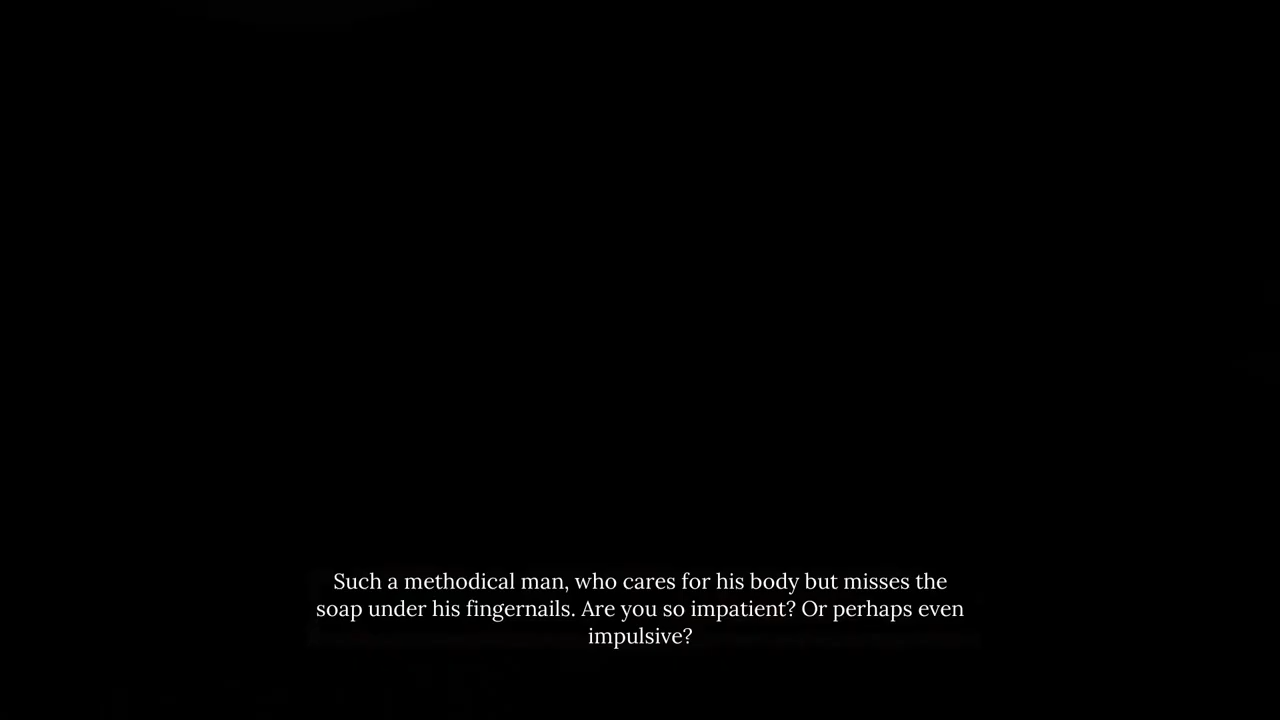 Such a methodical man, who cares for his body but misses the
soap under his fingernails. Are you so impatient? Or perhaps even
impulsive?